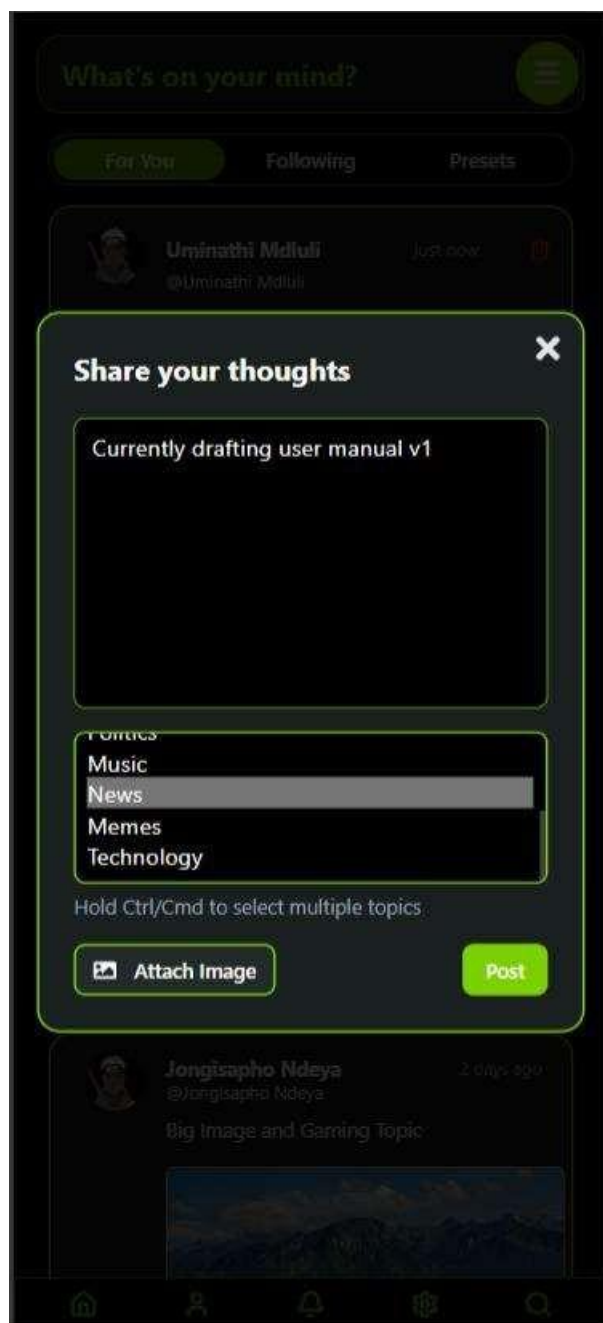 What's on your mind?
For You Following Presets
Uminathi Mdluli Just now
@Uminathi Mdluli
Share your thoughts
Currently drafting user manual v1
Politics
Music
News
Memes
Technology
Hold Ctrl/Cmd to select multiple topics
Attach Image Post
Jongisapho Ndeya 2 days ago
@Jongisapho Ndeya
Big Image and Gaming Topic